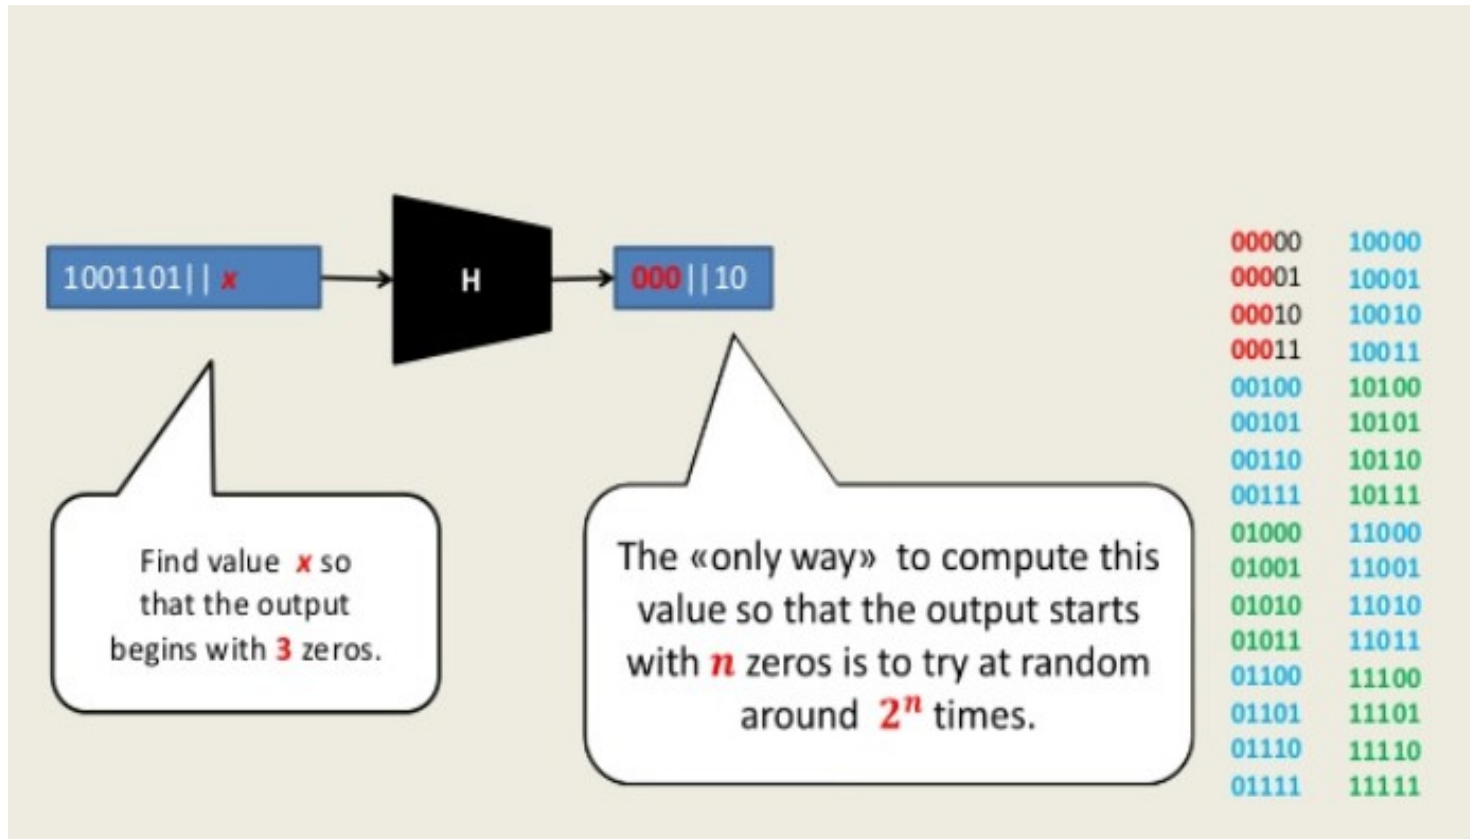 1001101|| x
H
000||10
Find value x so
that the output
begins with 3 zeros.
The «only way» to compute this
value so that the output starts
with n zeros is to try at random
around 2ⁿ times.
00000 10000
00001 10001
00010 10010
00011 10011
00100 10100
00101 10101
00110 10110
00111 10111
01000 11000
01001 11001
01010 11010
01011 11011
01100 11100
01101 11101
01110 11110
01111 11111